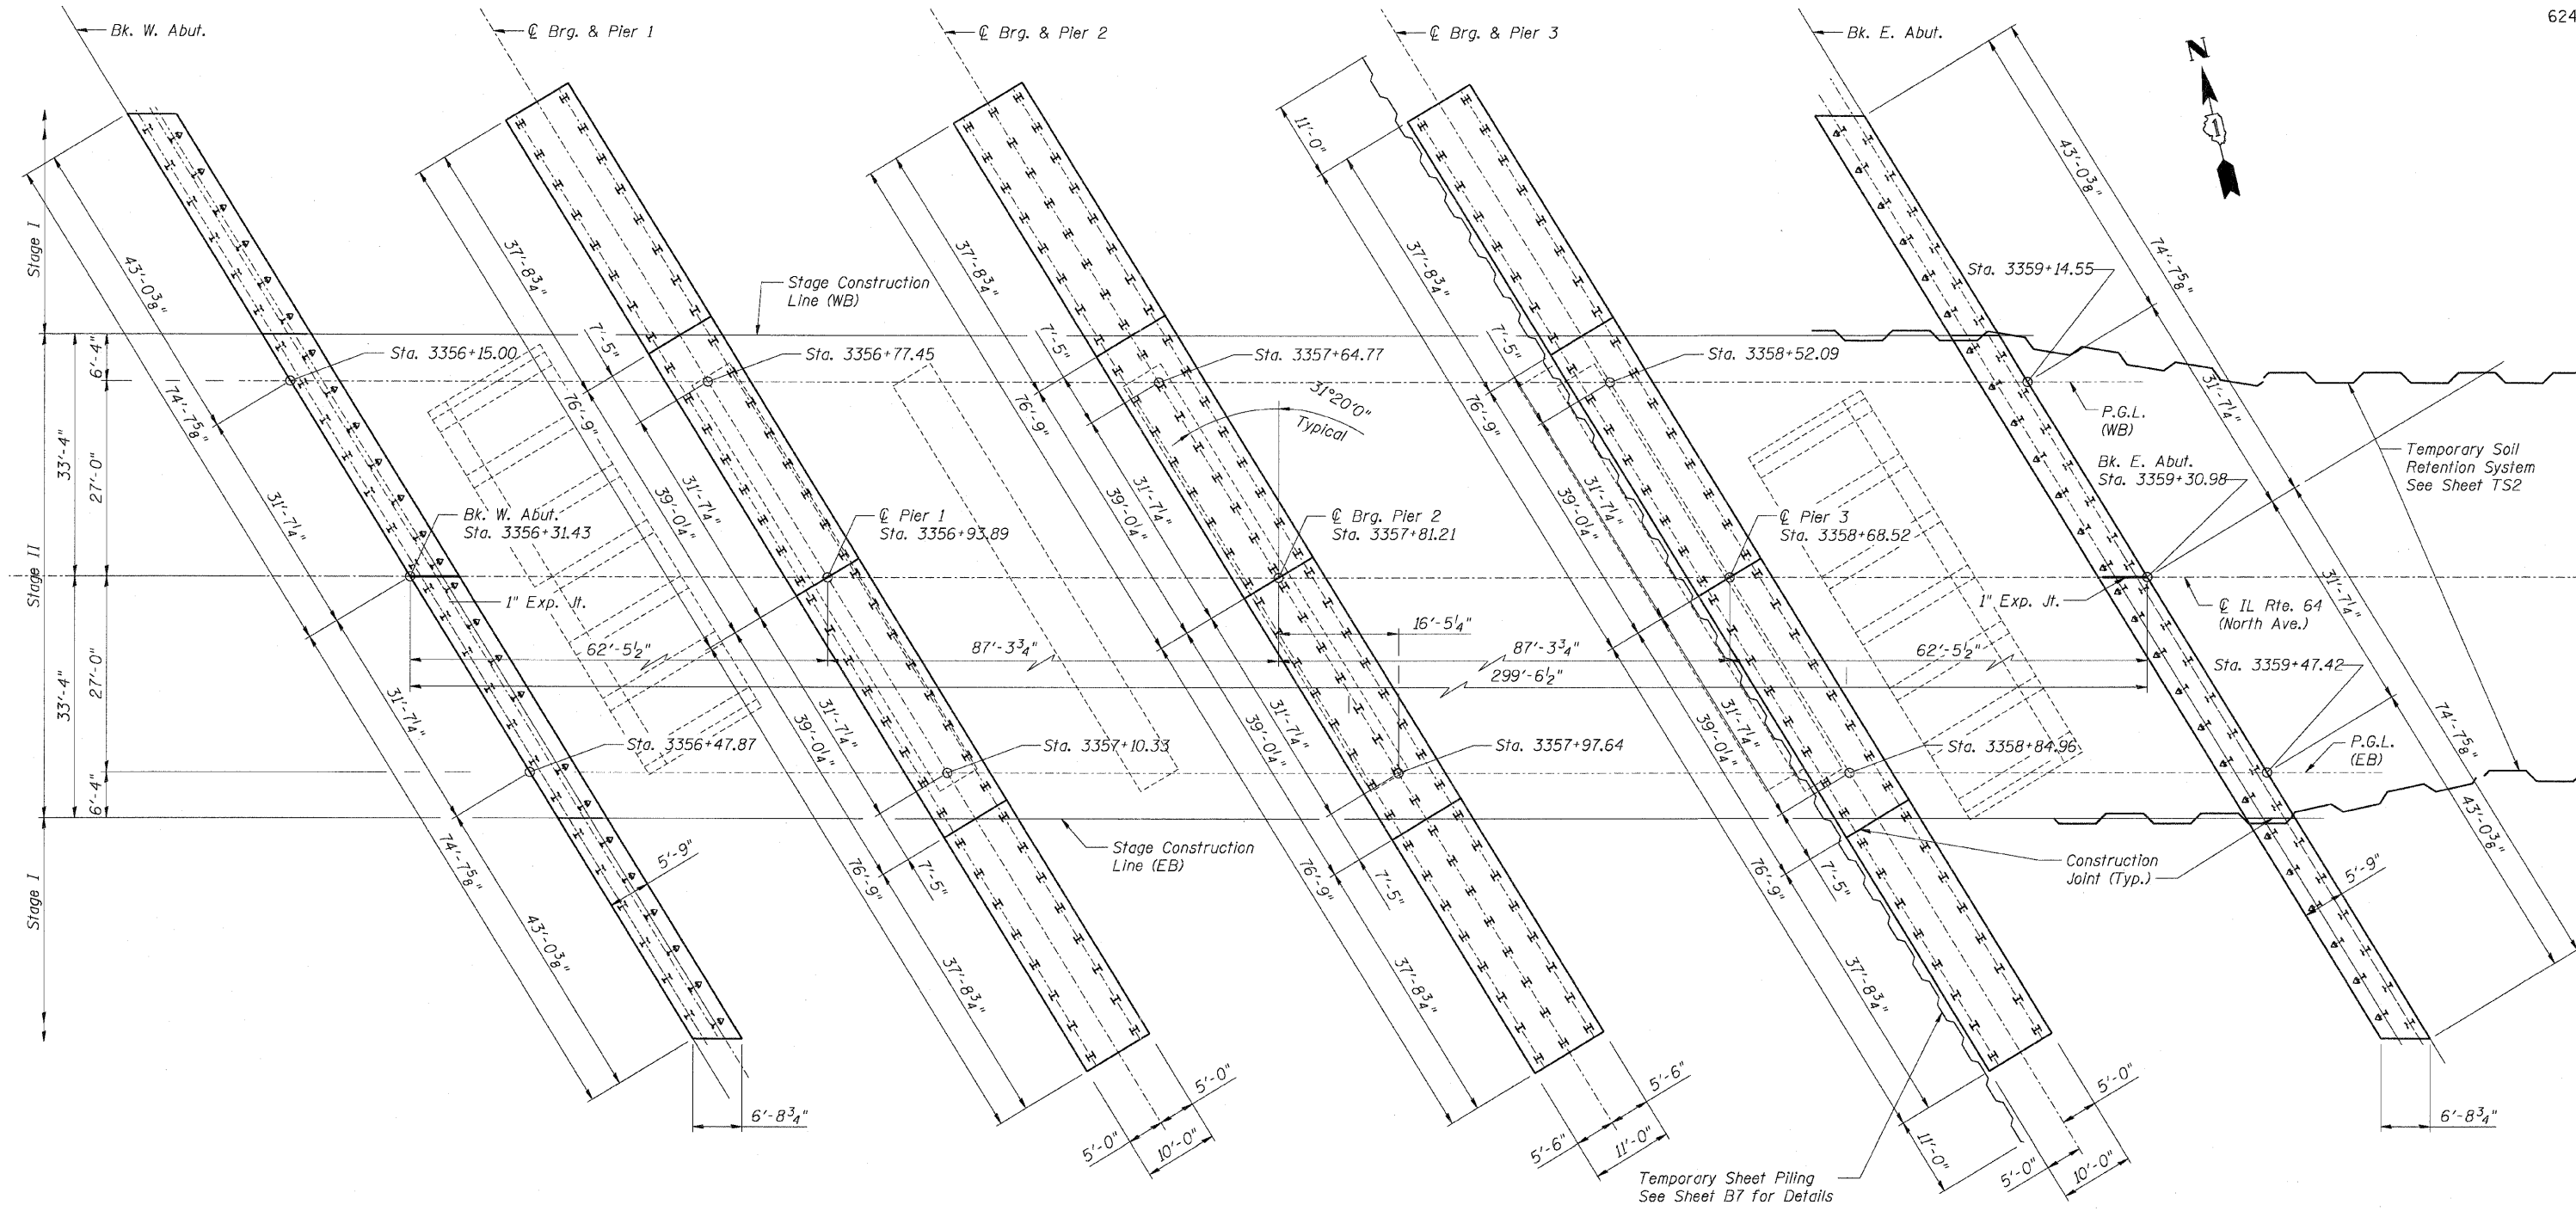 624
Bk. W. Abut.
℄ Brg. & Pier 1
℄ Brg. & Pier 2
℄ Brg. & Pier 3
Bk. E. Abut.
N
1
11'-0"
43'-0⅜"
74'-7⅝"
Stage I
43'-0⅜"
74'-7⅝"
37'-8¾"
76'-9"
37'-8¾"
76'-9"
37'-8¾"
76'-9"
Stage Construction
Line (WB)
Sta. 3359+14.55
6'-4"
7'-5"
7'-5"
7'-5"
Sta. 3356+15.00
Sta. 3356+77.45
Sta. 3357+64.77
Sta. 3358+52.09
31°20'0"
Typical
P.G.L.
(WB)
31'-7¼"
Temporary Soil
Retention System
See Sheet TS2
33'-4"
27'-0"
31'-7¼"
39'-0¼"
31'-7¼"
39'-0¼"
31'-7¼"
39'-0¼"
31'-7¼"
Bk. E. Abut.
Sta. 3359+30.98
Bk. W. Abut.
Sta. 3356+31.43
℄ Pier 1
Sta. 3356+93.89
℄ Brg. Pier 2
Sta. 3357+81.21
℄ Pier 3
Sta. 3358+68.52
Stage II
1" Exp. Jt.
1" Exp. Jt.
℄ IL Rte. 64
(North Ave.)
31'-7¼"
16'-5¼"
62'-5½"
87'-3¾"
87'-3¾"
62'-5½"
299'-6½"
33'-4"
27'-0"
31'-7¼"
39'-0¼"
31'-7¼"
39'-0¼"
31'-7¼"
39'-0¼"
31'-7¼"
Sta. 3359+47.42
74'-7⅝"
Sta. 3356+47.87
Sta. 3357+10.33
Sta. 3357+97.64
Sta. 3358+84.96
P.G.L.
(EB)
6'-4"
43'-0⅜"
74'-7⅝"
5'-9"
76'-9"
7'-5"
Stage Construction
Line (EB)
76'-9"
7'-5"
76'-9"
7'-5"
Construction
Joint (Typ.)
5'-9"
Stage I
43'-0⅜"
37'-8¾"
37'-8¾"
37'-8¾"
6'-8¾"
5'-0"
5'-0"
10'-0"
5'-6"
5'-6"
11'-0"
11'-0"
5'-0"
5'-0"
10'-0"
6'-8¾"
Temporary Sheet Piling
See Sheet B7 for Details